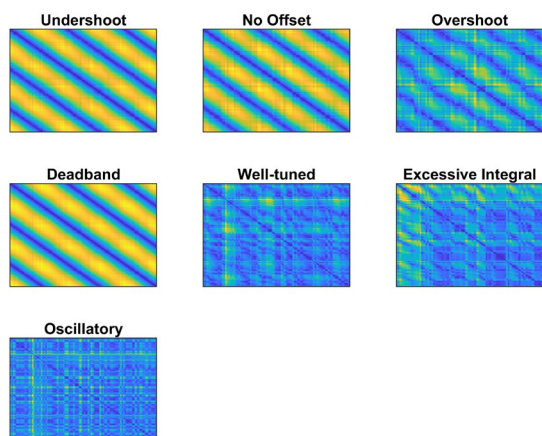 Undershoot
No Offset
Overshoot
Deadband
Well-tuned
Excessive Integral
Oscillatory